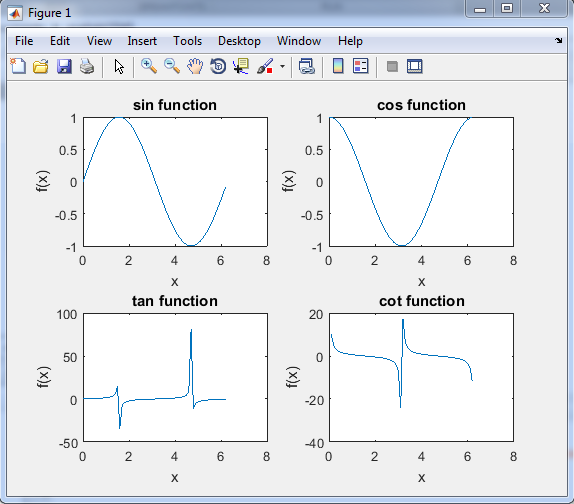 Figure 1
File Edit View Insert Tools Desktop Window Help
sin function
1
0.5
0
-0.5
-1
f(x)
0 2 4 6 8
x
cos function
1
0.5
0
-0.5
-1
f(x)
0 2 4 6 8
x
tan function
100
50
0
-50
f(x)
0 2 4 6 8
x
cot function
20
0
-20
-40
f(x)
0 2 4 6 8
x